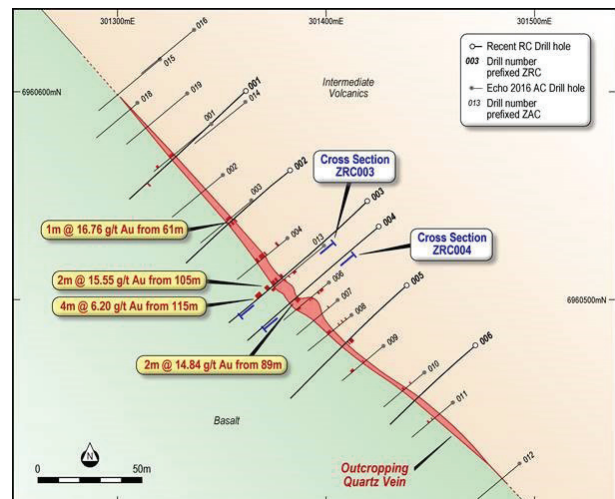 301300mE
301400mE
301500mE
016
015
Recent RC Drill hole
003 Drill number
prefixed ZRC
Echo 2016 AC Drill hole
013 Drill number
prefixed ZAC
Intermediate
Volcanics
6960600mN
018
019
001
001
014
002
002
003
Cross Section
ZRC003
003
1m @ 16.76 g/t Au from 61m
004
013
004
Cross Section
ZRC004
2m @ 15.55 g/t Au from 105m
006
005
4m @ 6.20 g/t Au from 115m
007
6960500mN
008
006
2m @ 14.84 g/t Au from 89m
009
010
Basalt
011
N
0
50m
Outcropping
Quartz Vein
012